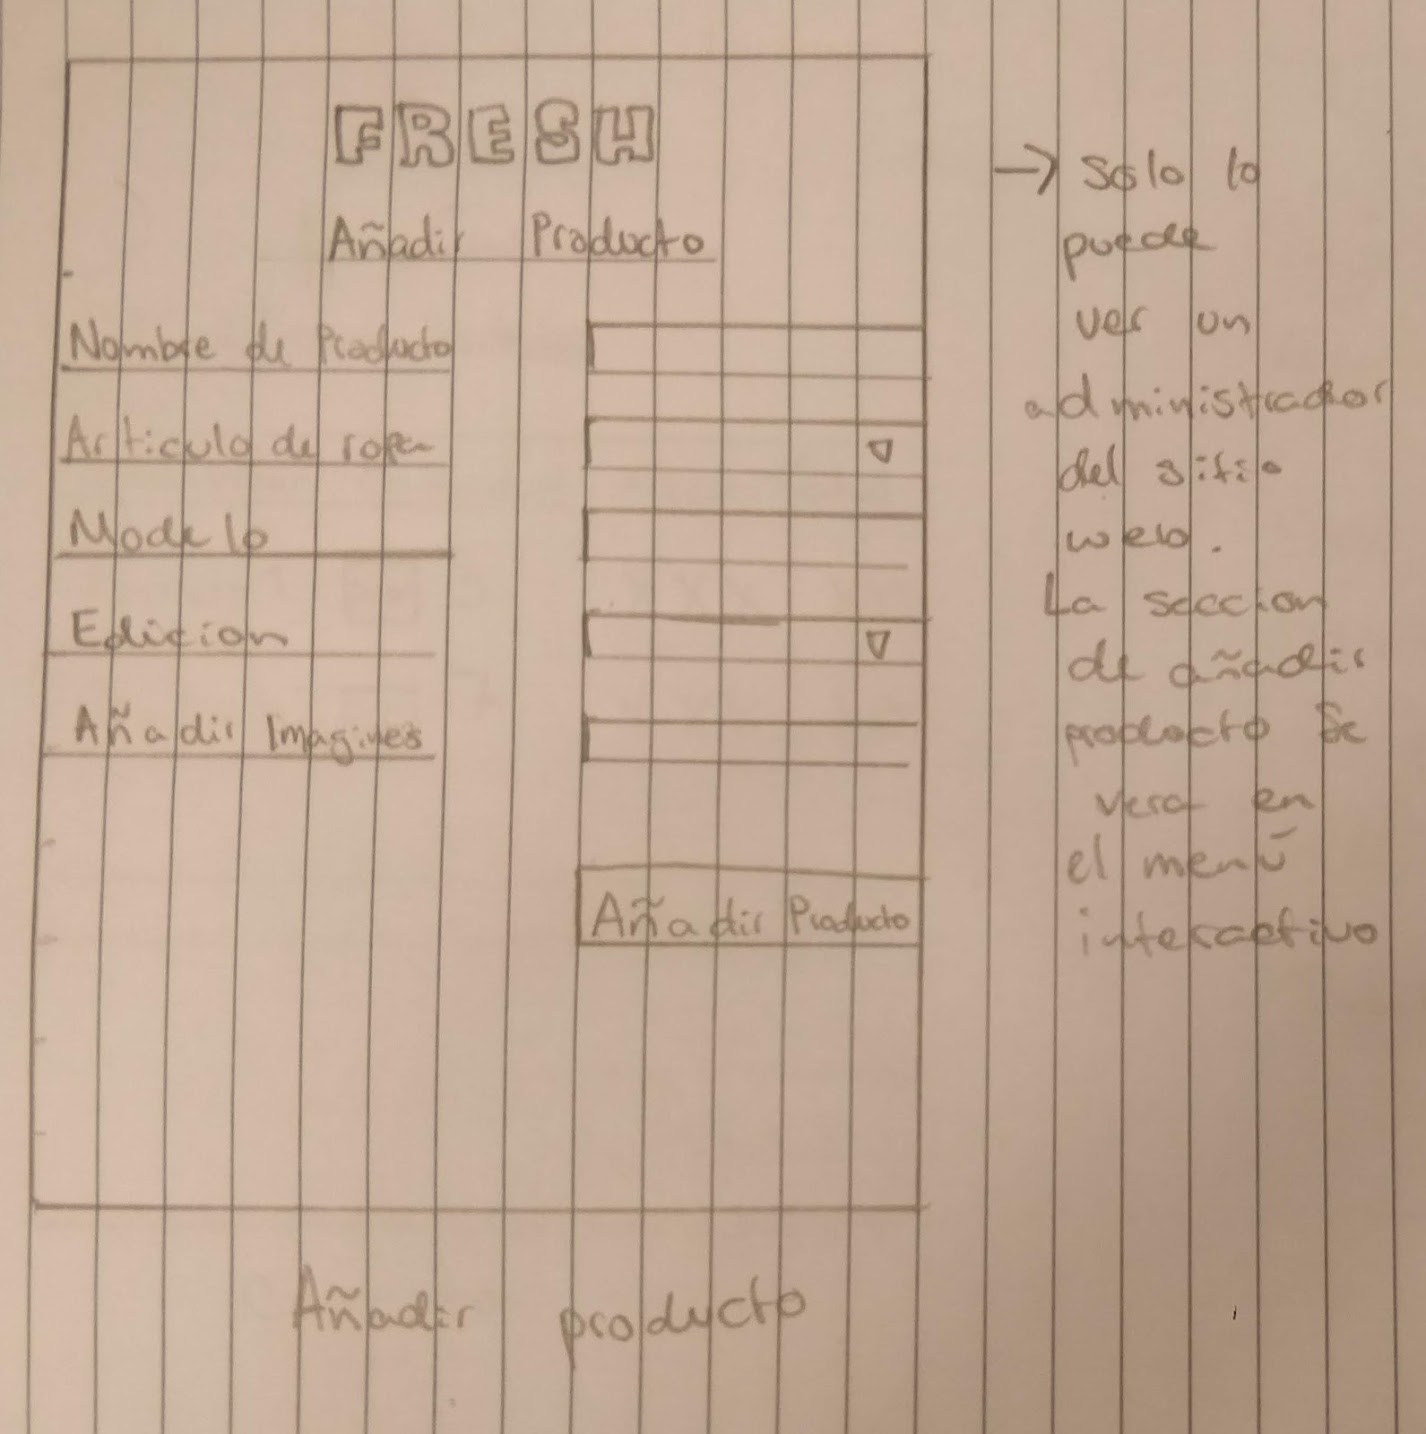 FRESH
Añadir Producto
Nombre de Producto
Articulo de ropa
Modelo
Edicion
Añadir Imagines
Añadir Producto
Añadir producto
→ solo lo
puede
ver un
administrador
del sitio
web.
La seccion
de añadir
producto se
vera en
el menú
interactivo